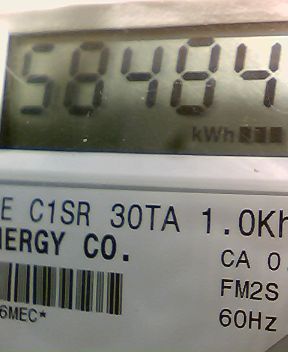 58484
kWh
E C1SR 30TA 1.0Kh
NERGY CO.
CA 0.
FM2S
6MEC*
60Hz